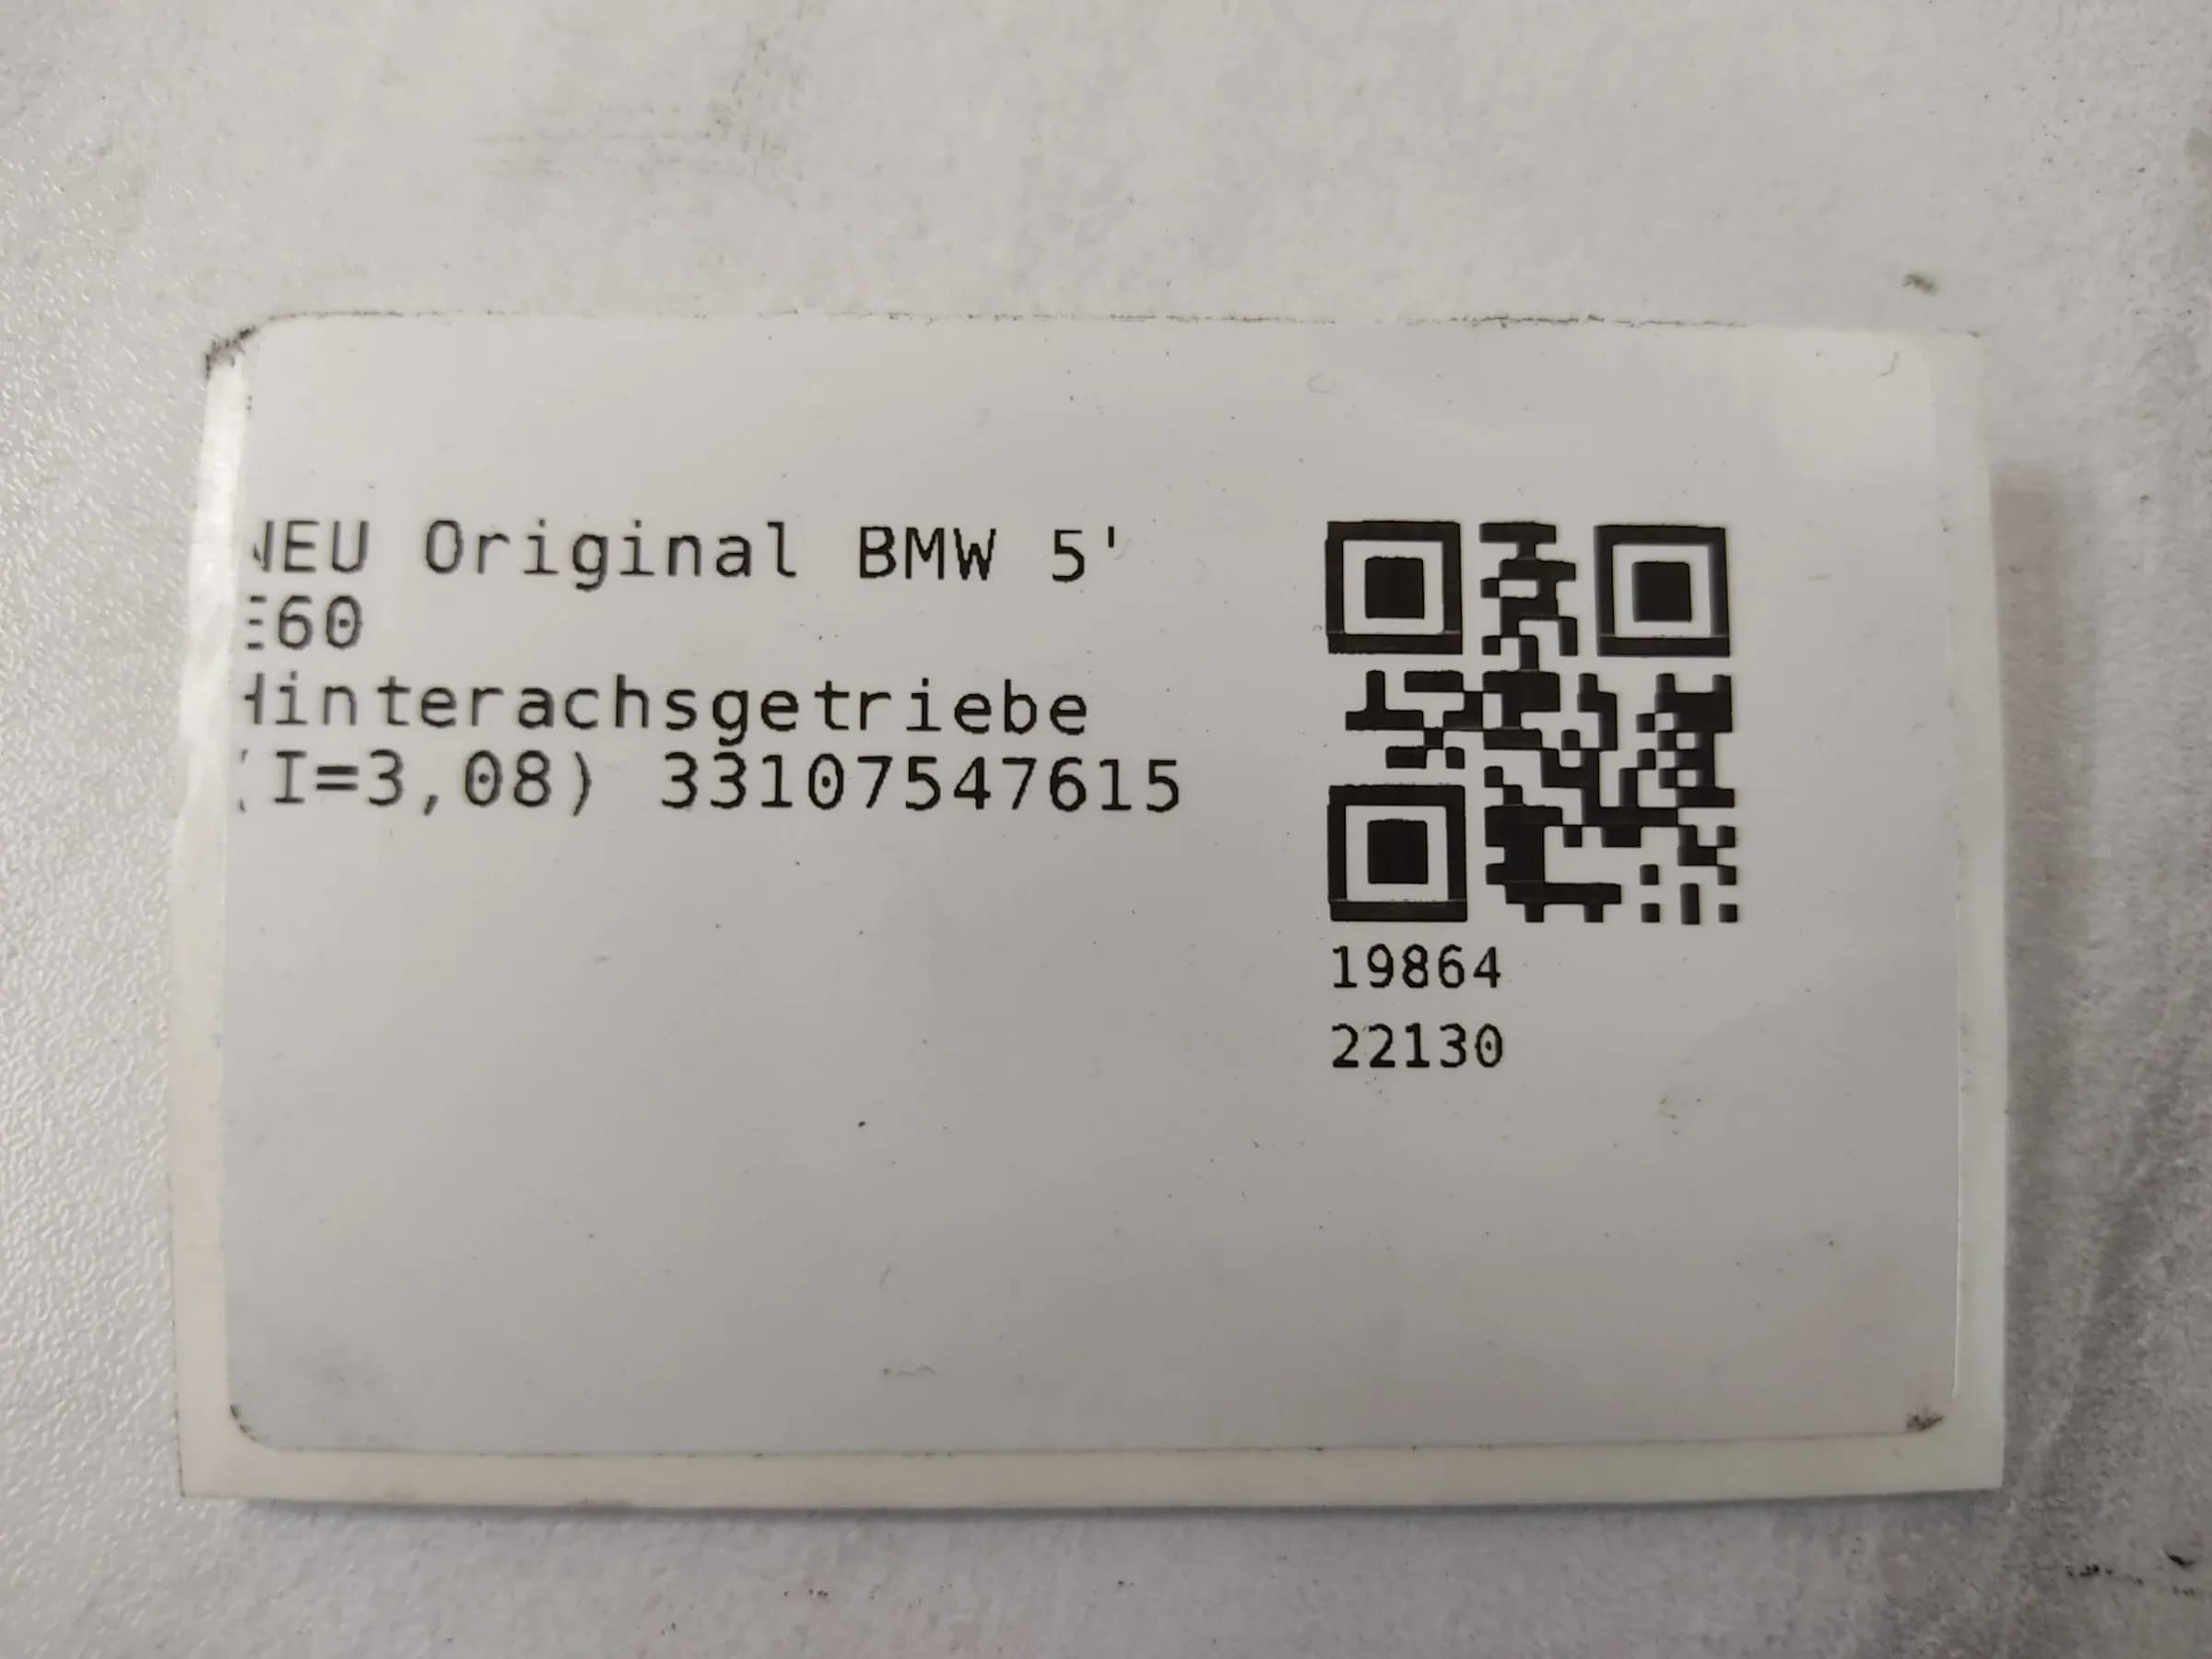 NEU Original BMW 5'
E60
Hinterachsgetriebe
(I=3,08) 33107547615
19864
22130